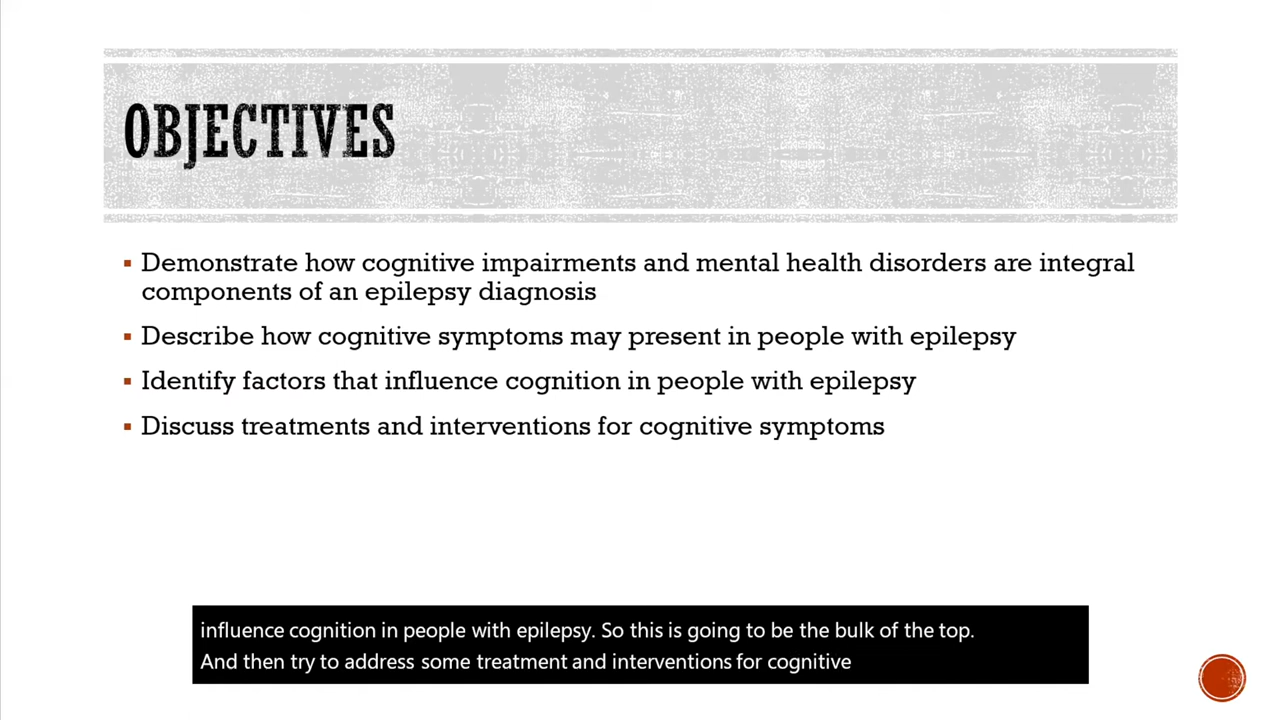 OBJECTIVES
Demonstrate how cognitive impairments and mental health disorders are integral
components of an epilepsy diagnosis
Describe how cognitive symptoms may present in people with epilepsy
Identify factors that influence cognition in people with epilepsy
Discuss treatments and interventions for cognitive symptoms
influence cognition in people with epilepsy. So this is going to be the bulk of the top.
And then try to address some treatment and interventions for cognitive